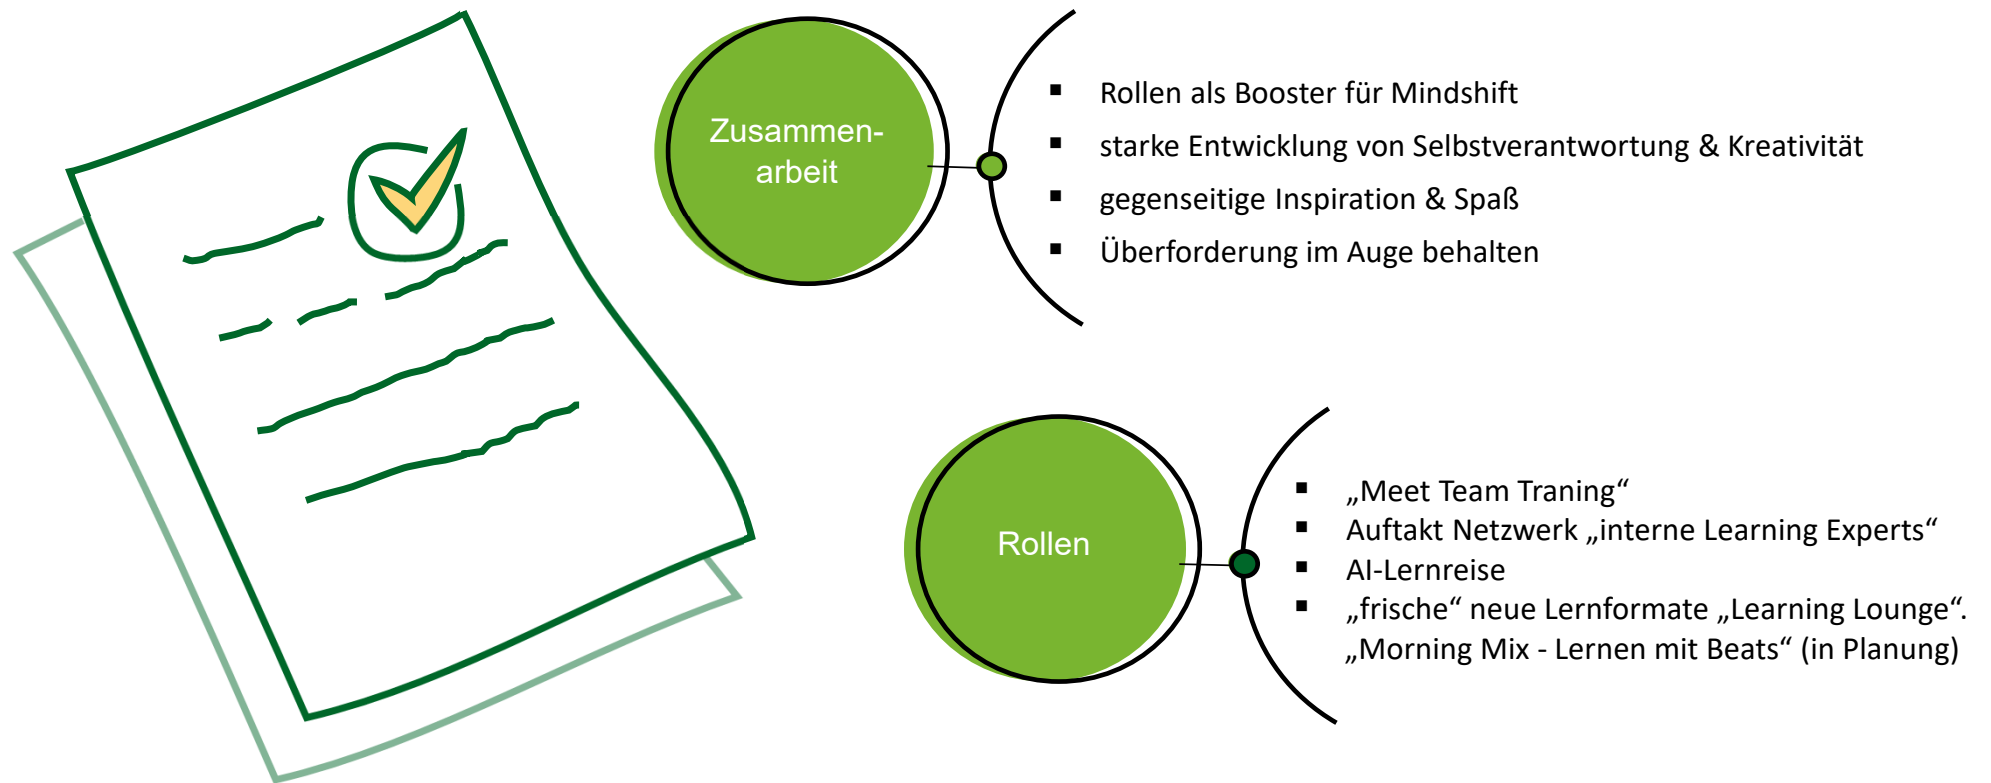 Zusammen-
arbeit
Rollen als Booster für Mindshift
starke Entwicklung von Selbstverantwortung & Kreativität
gegenseitige Inspiration & Spaß
Überforderung im Auge behalten
Rollen
„Meet Team Traning“
Auftakt Netzwerk „interne Learning Experts“
AI-Lernreise
„frische“ neue Lernformate „Learning Lounge“.
„Morning Mix - Lernen mit Beats“ (in Planung)